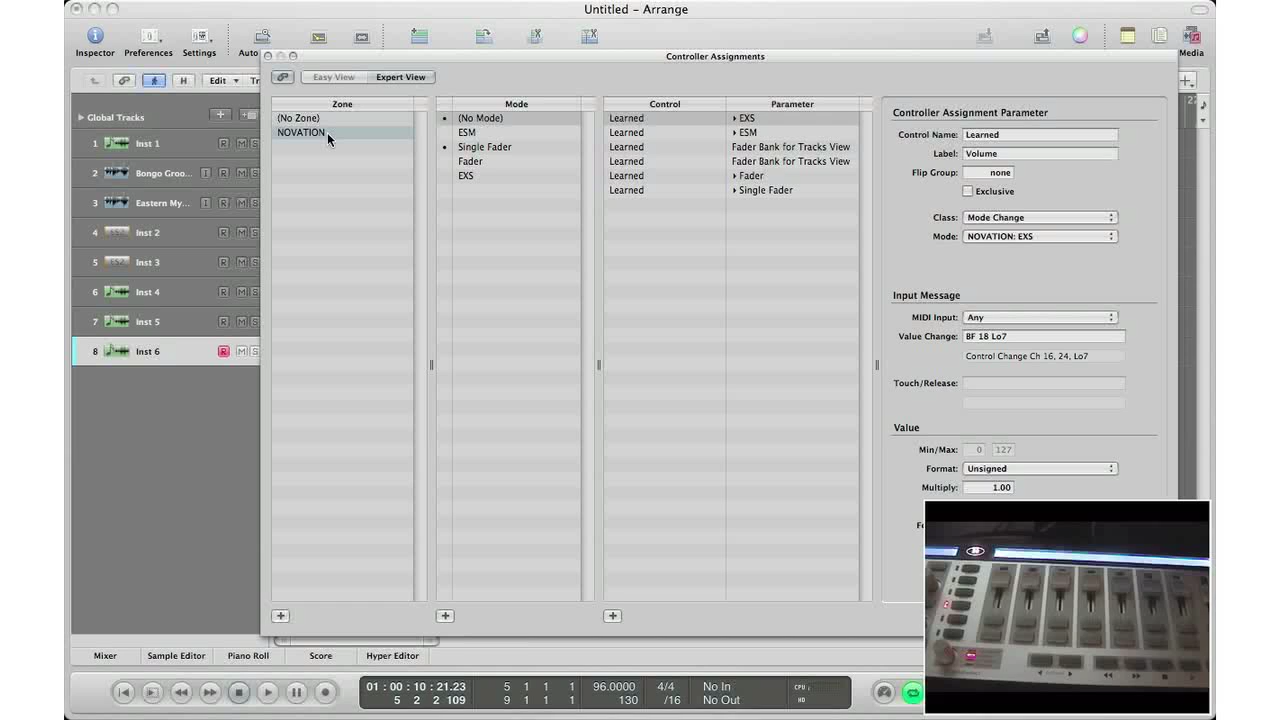 Untitled – Arrange
Inspector Preferences Settings Auto Media
Controller Assignments
H Edit Tr Easy View Expert View
Zone Mode Control Parameter
Global Tracks
(No Zone) (No Mode) Learned EXS
NOVATION ESM Learned ESM
Single Fader Learned Fader Bank for Tracks View
Fader Learned Fader Bank for Tracks View
EXS Learned Fader
Learned Single Fader
1 Inst 1 R M S
2 Bongo Groo... I R M S
3 Eastern My... I R M S
4 Inst 2 R M S
5 Inst 3 R M S
6 Inst 4 R M S
7 Inst 5 R M S
8 Inst 6 R M S
Controller Assignment Parameter
Control Name: Learned
Label: Volume
Flip Group: none
Exclusive
Class: Mode Change
Mode: NOVATION: EXS
Input Message
MIDI Input: Any
Value Change: BF 18 Lo7
Control Change Ch 16, 24, Lo7
Touch/Release:
Value
Min/Max: 0 127
Format: Unsigned
Multiply: 1.00
Mixer Sample Editor Piano Roll Score Hyper Editor
01 : 00 : 10 : 21.23 5 1 1 1 96.0000 4/4 No In CPU
5 2 2 109 9 1 1 1 130 /16 No Out HD